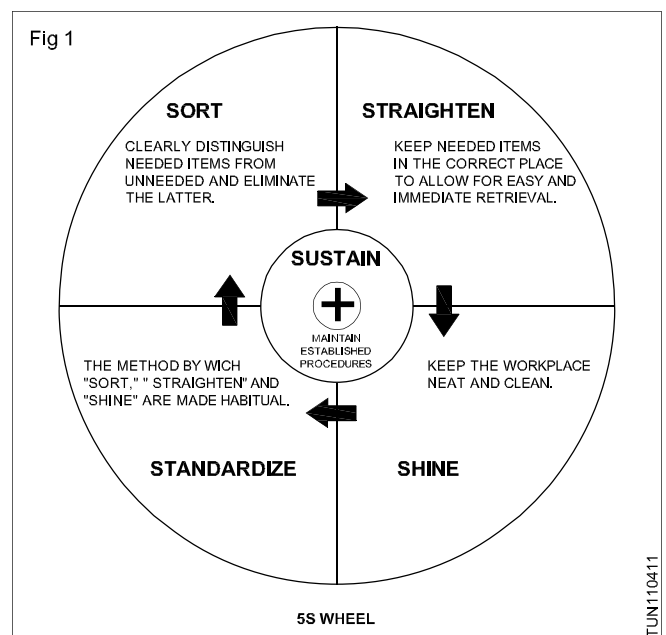 Fig 1
SORT
CLEARLY DISTINGUISH
NEEDED ITEMS FROM
UNNEEDED AND ELIMINATE
THE LATTER.
STRAIGHTEN
KEEP NEEDED ITEMS
IN THE CORRECT PLACE
TO ALLOW FOR EASY AND
IMMEDIATE RETRIEVAL.
SUSTAIN
MAINTAIN
ESTABLISHED
PROCEDURES
THE METHOD BY WICH
"SORT," " STRAIGHTEN" AND
"SHINE" ARE MADE HABITUAL.
STANDARDIZE
KEEP THE WORKPLACE
NEAT AND CLEAN.
SHINE
5S WHEEL
TUN110411